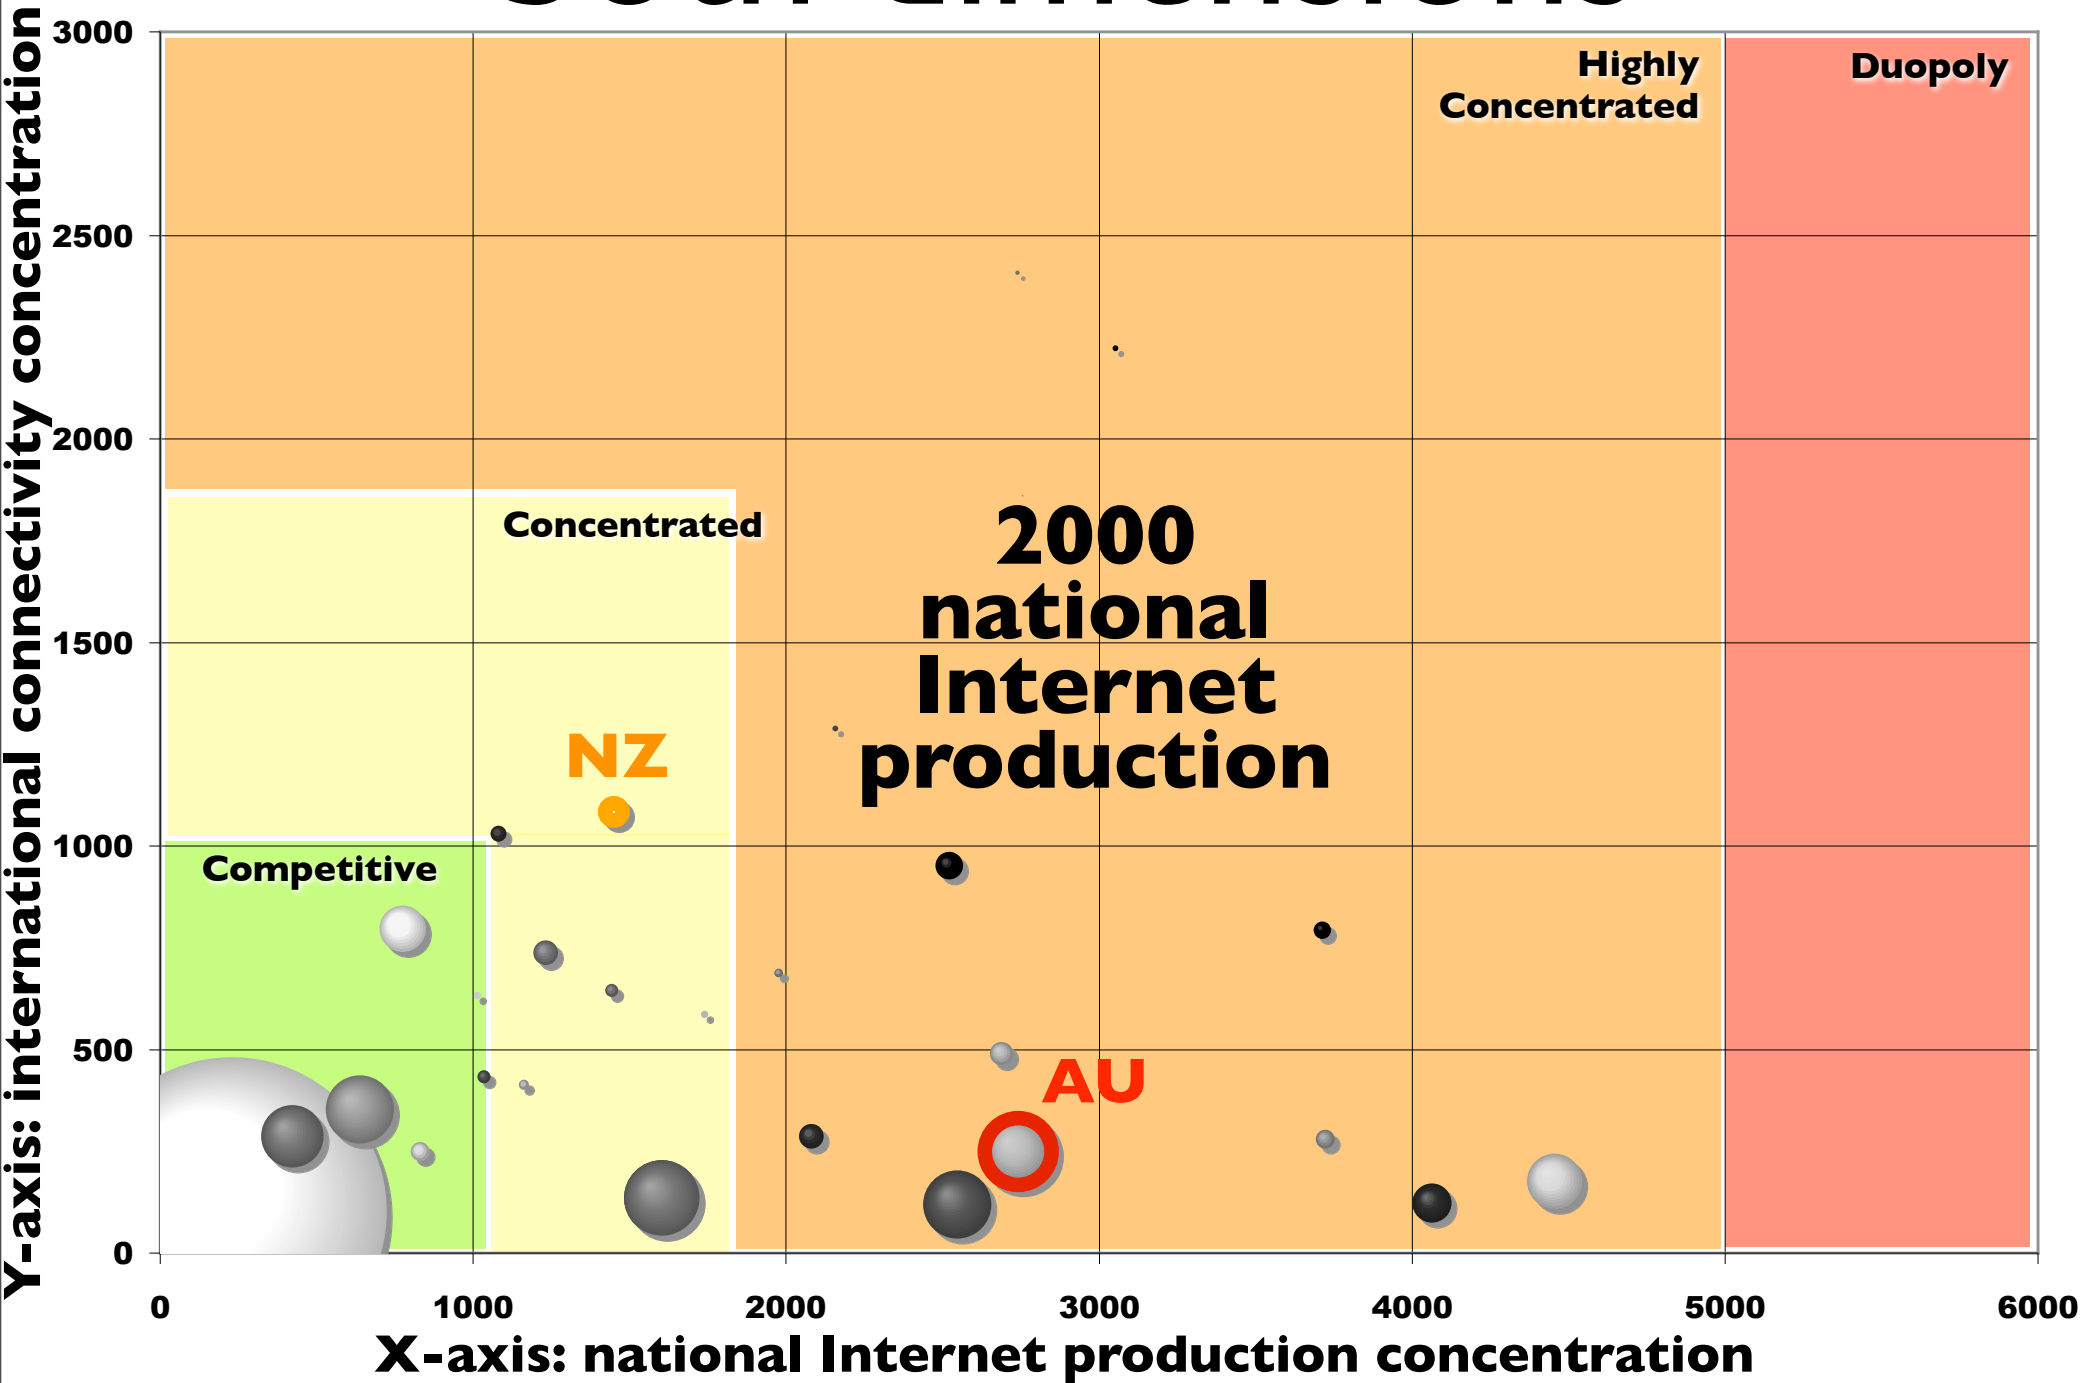 3000
Highly
Concentrated
Duopoly
2500
2000
Concentrated
2000
national
Internet
production
1500
NZ
1000
Competitive
500
AU
0
0 1000 2000 3000 4000 5000 6000
X-axis: national Internet production concentration
Y-axis: international connectivity concentration